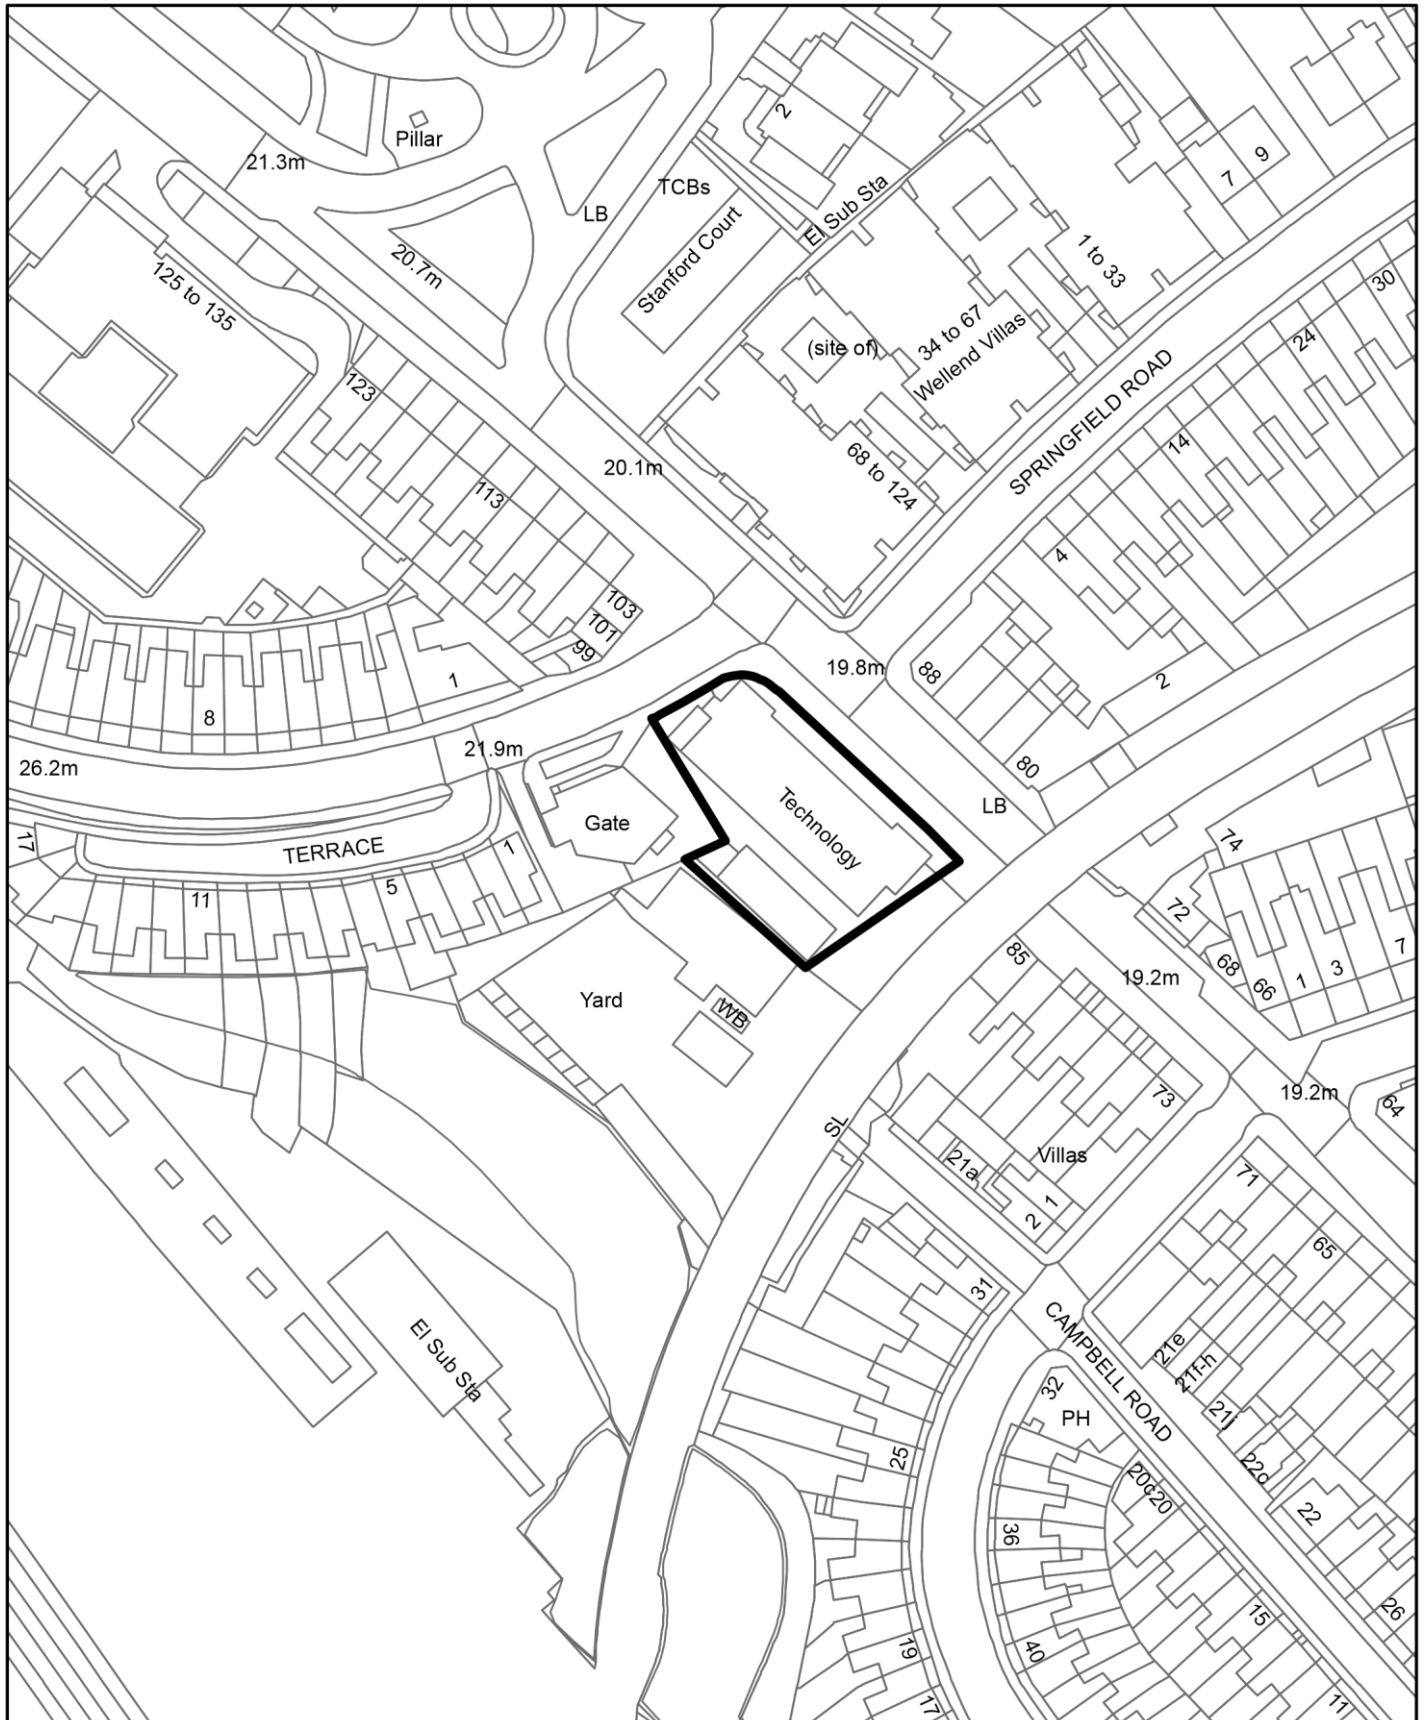 2
Pillar
21.3m
9
7
TCBs
El Sub Sta
LB
Stanford Court
1 to 33
20.7m
125 to 135
30
34 to 67
Wellend Villas
(site of)
24
123
SPRINGFIELD ROAD
14
20.1m
68 to 124
113
4
103
101
99
19.8m
88
1
2
8
21.9m
26.2m
80
LB
Technology
Gate
17
TERRACE
1
74
5
11
72
7
85
68
3
66
1
19.2m
Yard
WB
19.2m
73
64
SL
Villas
21a
1
2
71
65
31
CAMPBELL ROAD
El Sub Sta
21e
21f-h
32
PH
21j
25
22c
20c
20
22
36
26
15
19
40
17
11